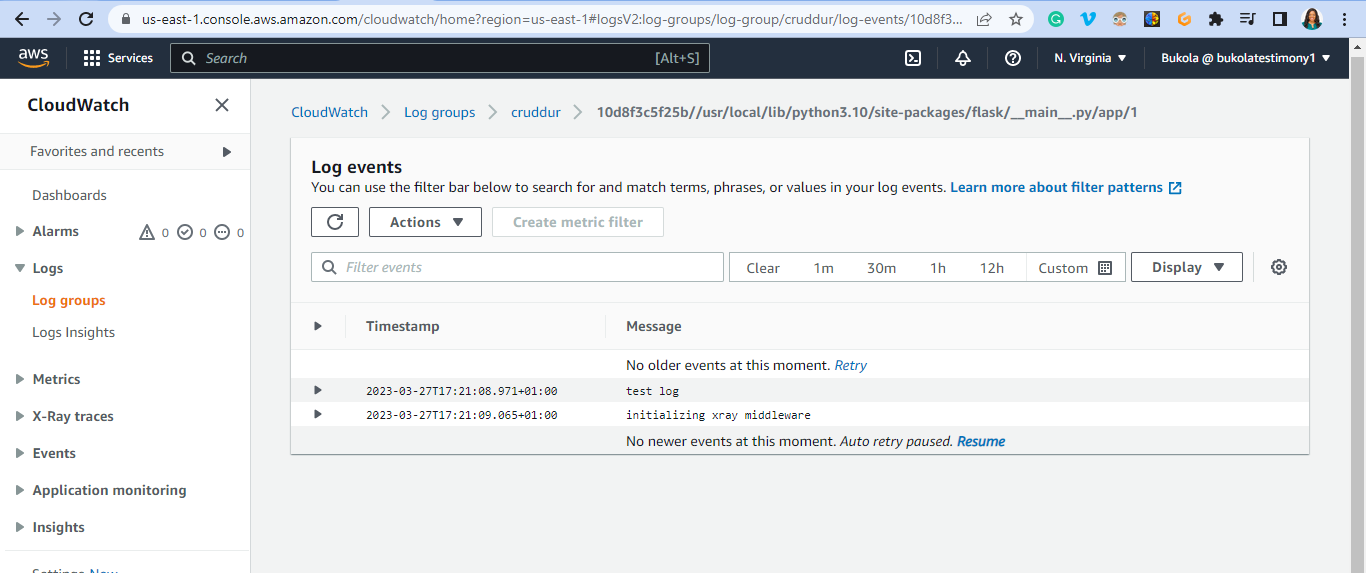 us-east-1.console.aws.amazon.com/cloudwatch/home?region=us-east-1#logsV2:log-groups/log-group/cruddur/log-events/10d8f3...
aws Services Search [Alt+S] N. Virginia Bukola @ bukolatestimony1
CloudWatch
Favorites and recents
Dashboards
Alarms 0 0 0
Logs
Log groups
Logs Insights
Metrics
X-Ray traces
Events
Application monitoring
Insights
Settings New
CloudWatch Log groups cruddur 10d8f3c5f25b//usr/local/lib/python3.10/site-packages/flask/__main__.py/app/1
Log events
You can use the filter bar below to search for and match terms, phrases, or values in your log events. Learn more about filter patterns
Actions Create metric filter
Filter events Clear 1m 30m 1h 12h Custom Display
Timestamp Message
No older events at this moment. Retry
2023-03-27T17:21:08.971+01:00 test log
2023-03-27T17:21:09.065+01:00 initializing xray middleware
No newer events at this moment. Auto retry paused. Resume